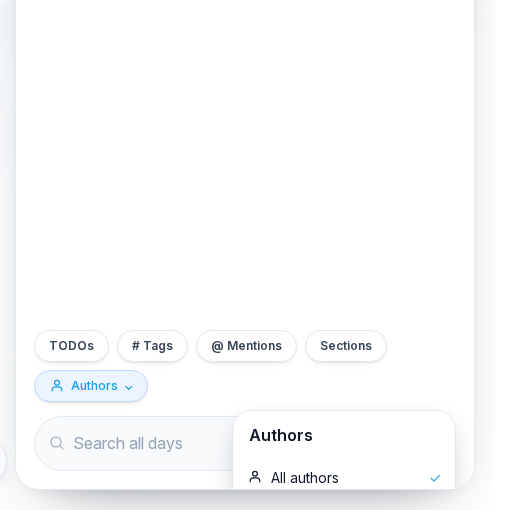 TODOs
# Tags
@ Mentions
Sections
Authors
Search all days
Authors
All authors